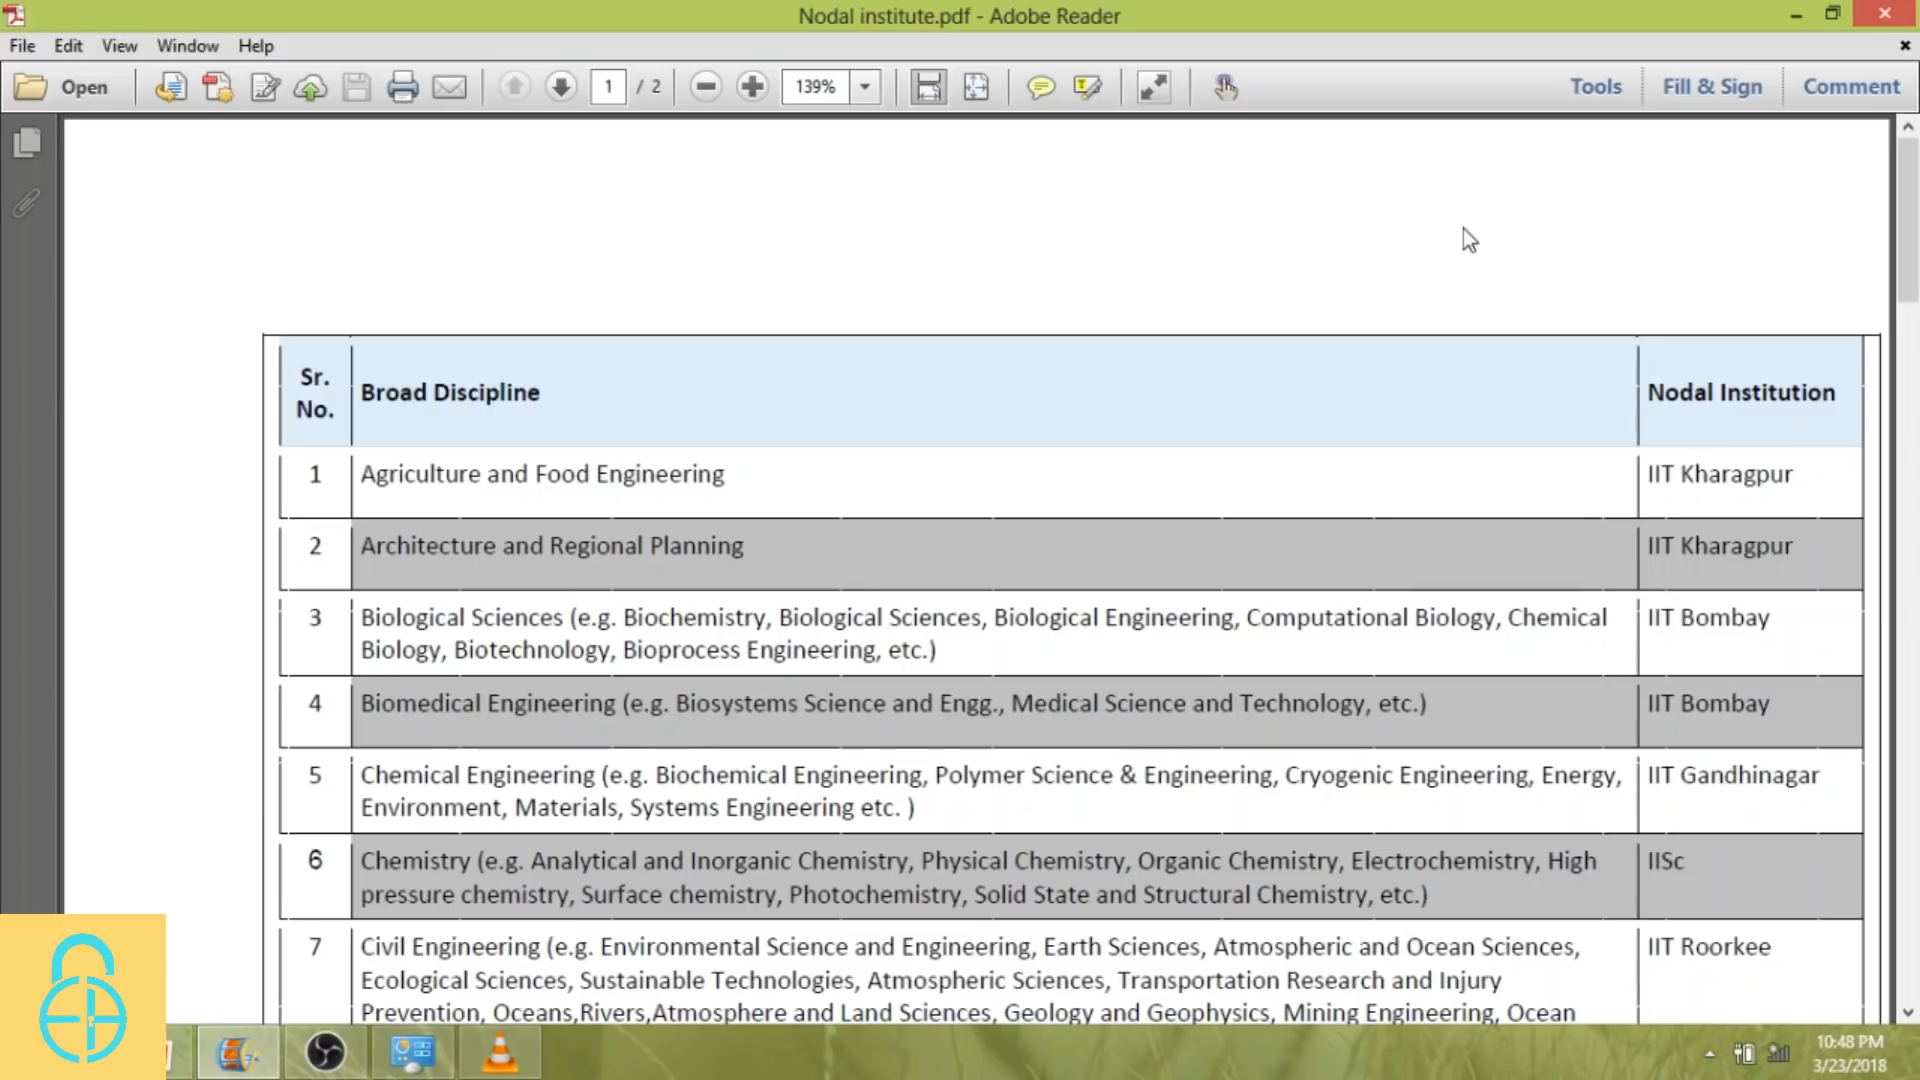 Nodal institute.pdf - Adobe Reader
File Edit View Window Help
Open 1 / 2 139% Tools Fill & Sign Comment
Sr. No. Broad Discipline Nodal Institution
1 Agriculture and Food Engineering IIT Kharagpur
2 Architecture and Regional Planning IIT Kharagpur
3 Biological Sciences (e.g. Biochemistry, Biological Sciences, Biological Engineering, Computational Biology, Chemical IIT Bombay
Biology, Biotechnology, Bioprocess Engineering, etc.)
4 Biomedical Engineering (e.g. Biosystems Science and Engg., Medical Science and Technology, etc.) IIT Bombay
5 Chemical Engineering (e.g. Biochemical Engineering, Polymer Science & Engineering, Cryogenic Engineering, Energy, IIT Gandhinagar
Environment, Materials, Systems Engineering etc. )
6 Chemistry (e.g. Analytical and Inorganic Chemistry, Physical Chemistry, Organic Chemistry, Electrochemistry, High IISc
pressure chemistry, Surface chemistry, Photochemistry, Solid State and Structural Chemistry, etc.)
7 Civil Engineering (e.g. Environmental Science and Engineering, Earth Sciences, Atmospheric and Ocean Sciences, IIT Roorkee
Ecological Sciences, Sustainable Technologies, Atmospheric Sciences, Transportation Research and Injury
Prevention, Oceans,Rivers,Atmosphere and Land Sciences, Geology and Geophysics, Mining Engineering, Ocean
10:48 PM
3/23/2018